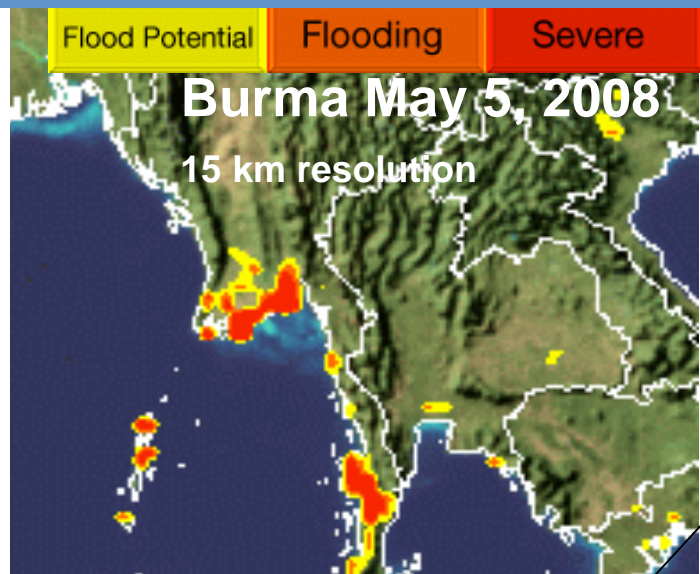 Flood Potential Flooding Severe
Burma May 5, 2008
15 km resolution